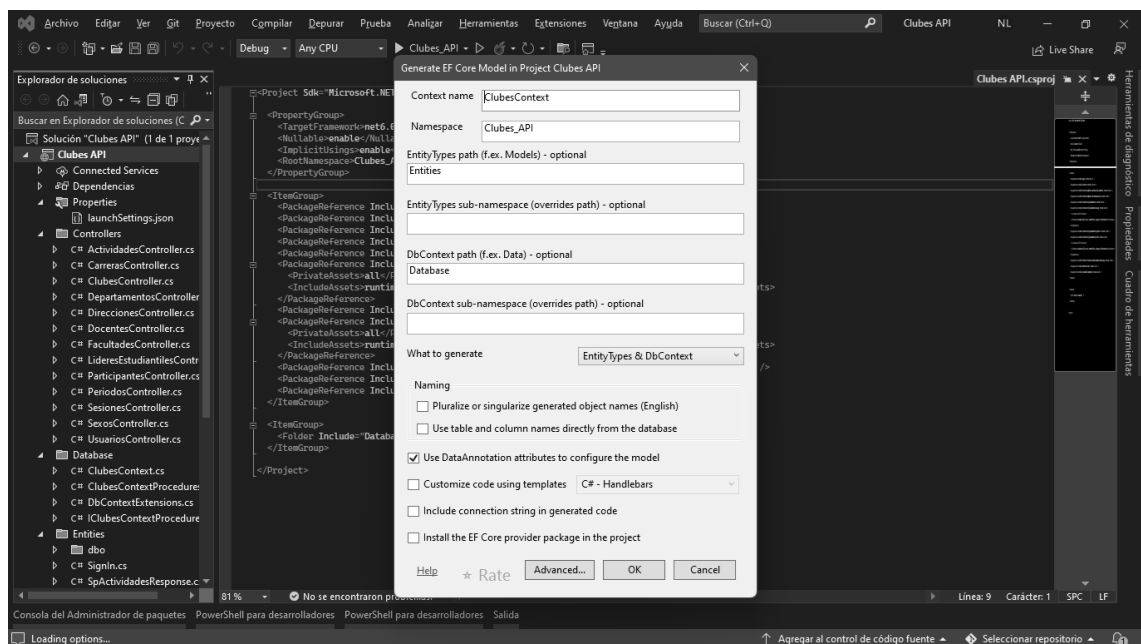 Archivo Editar Ver Git Proyecto Compilar Depurar Prueba Analizar Herramientas Extensiones Ventana Ayuda Buscar (Ctrl+Q) Clubes API NL
Debug Any CPU Clubes_API Live Share
Explorador de soluciones
Buscar en Explorador de soluciones (C
Solución "Clubes API" (1 de 1 proye
Clubes API
Connected Services
Dependencias
Properties
launchSettings.json
Controllers
C# ActividadesController.cs
C# CarrerasController.cs
C# ClubesController.cs
C# DepartamentosController
C# DireccionesController.cs
C# DocentesController.cs
C# FacultadesController.cs
C# LideresEstudiantilesContr
C# ParticipantesController.cs
C# PeriodosController.cs
C# SesionesController.cs
C# SexosController.cs
C# UsuariosController.cs
Database
C# ClubesContext.cs
C# ClubesContextProcedure
C# DbContextExtensions.cs
C# IClubesContextProcedure
Entities
dbo
C# SignIn.cs
C# SpActividadesResponse.c
Clubes API.csproj
<Project Sdk="Microsoft.NET
<PropertyGroup>
<TargetFramework>net6.0
<Nullable>enable</Nulla
<ImplicitUsings>enable
<RootNamespace>Clubes_A
</PropertyGroup>
<ItemGroup>
<PackageReference Inclu
<PackageReference Inclu
<PackageReference Inclu
<PackageReference Inclu
<PackageReference Inclu
<PrivateAssets>all</P
<IncludeAssets>runtim ts>
</PackageReference>
<PackageReference Inclu
<PackageReference Inclu
<PrivateAssets>all</P
<IncludeAssets>runtim ts>
</PackageReference>
<PackageReference Inclu />
<PackageReference Inclu
<PackageReference Inclu
</ItemGroup>
<ItemGroup>
<Folder Include="Databa
</ItemGroup>
</Project>
Generate EF Core Model in Project Clubes API
Context name ClubesContext
Namespace Clubes_API
EntityTypes path (f.ex. Models) - optional
Entities
EntityTypes sub-namespace (overrides path) - optional
DbContext path (f.ex. Data) - optional
Database
DbContext sub-namespace (overrides path) - optional
What to generate EntityTypes & DbContext
Naming
Pluralize or singularize generated object names (English)
Use table and column names directly from the database
Use DataAnnotation attributes to configure the model
Customize code using templates C# - Handlebars
Include connection string in generated code
Install the EF Core provider package in the project
Help Rate Advanced... OK Cancel
Herramientas de diagnóstico
Propiedades
Cuadro de herramientas
81 % No se encontraron Línea: 9 Carácter: 1 SPC LF
Consola del Administrador de paquetes PowerShell para desarrolladores PowerShell para desarrolladores Salida
Loading options... Agregar al control de código fuente Seleccionar repositorio